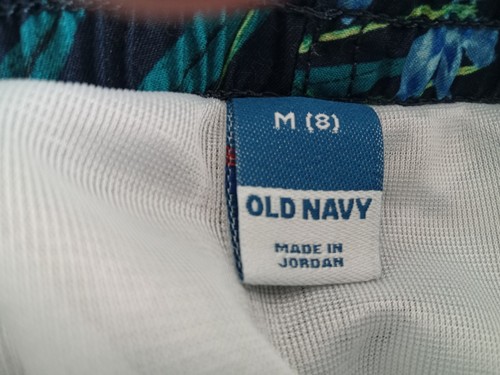 M (8)
OLD NAVY
MADE IN
JORDAN